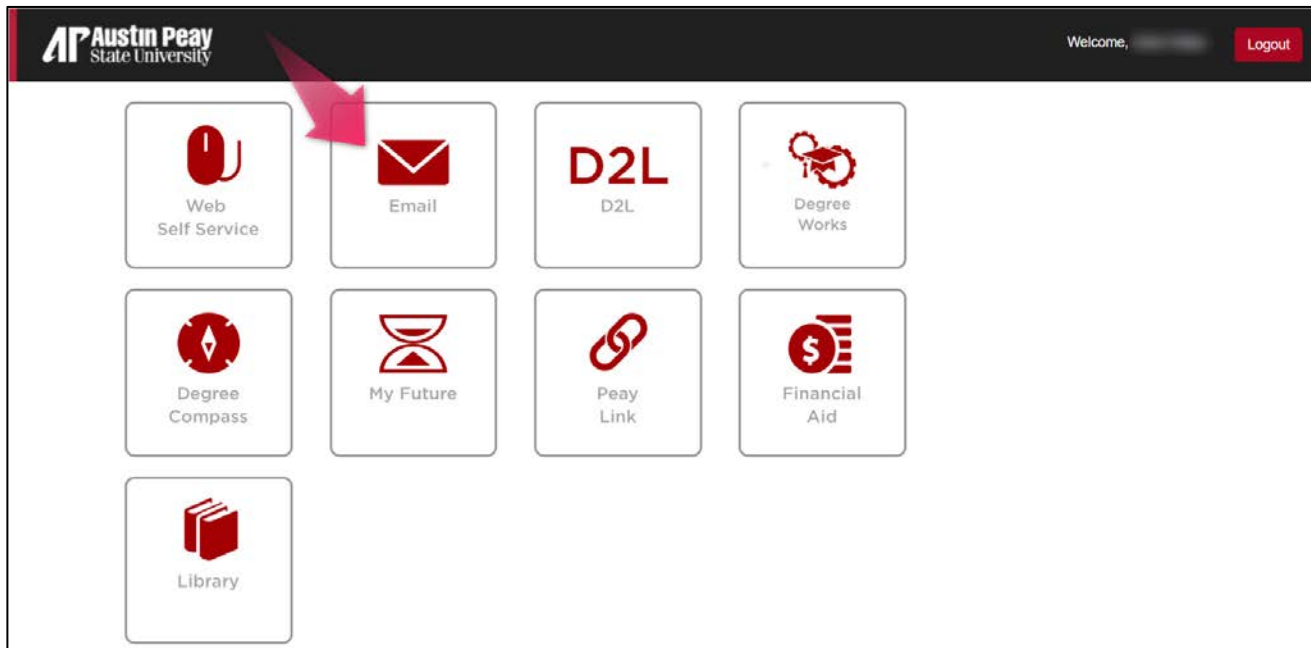 AP Austin Peay
State University
Welcome,
Logout
Web
Self Service
Email
D2L
D2L
Degree
Works
Degree
Compass
My Future
Peay
Link
Financial
Aid
Library